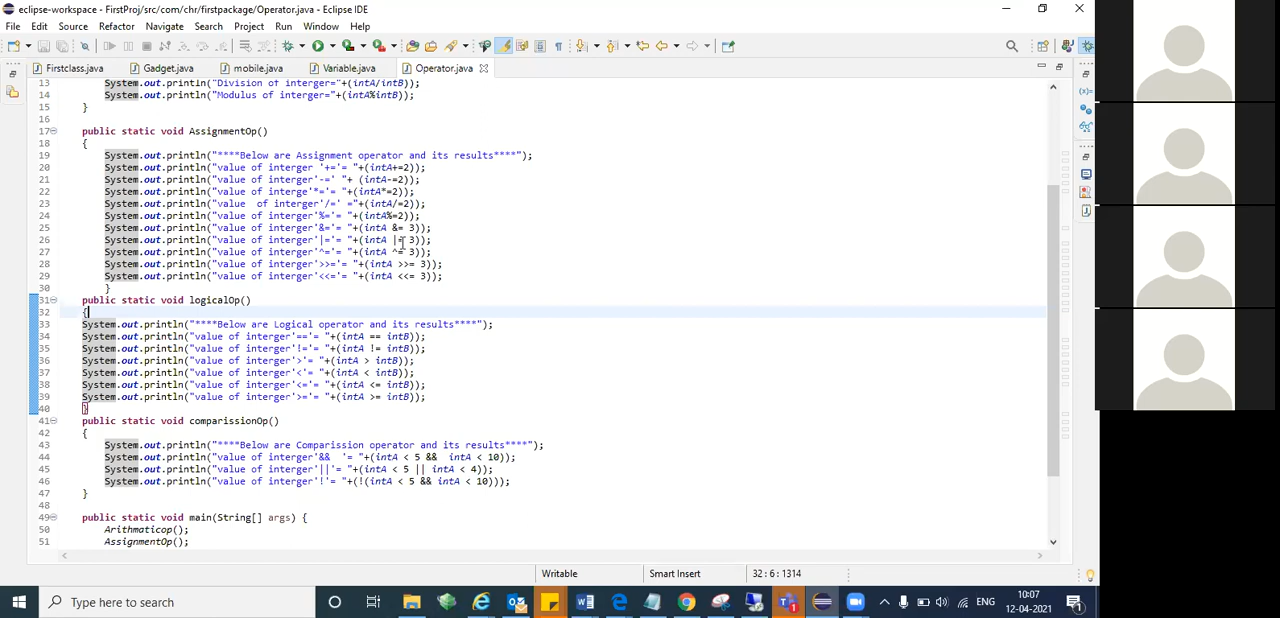 eclipse-workspace - FirstProj/src/com/chr/firstpackage/Operator.java - Eclipse IDE
File Edit Source Refactor Navigate Search Project Run Window Help
Firstclass.java Gadget.java mobile.java Variable.java Operator.java
13 System.out.println("Division of interger="+(intA/intB));
14 System.out.println("Modulus of interger="+(intA%intB));
15 }
16
17 public static void AssignmentOp()
18 {
19 System.out.println("****Below are Assignment operator and its results****");
20 System.out.println("value of interger '+='= "+(intA+=2));
21 System.out.println("value of interger'-=' "+ (intA-=2));
22 System.out.println("value of interger'*='= "+(intA*=2));
23 System.out.println("value  of interger'/=' ="+(intA/=2));
24 System.out.println("value of interger'%='= "+(intA%=2));
25 System.out.println("value of interger'&='= "+(intA &= 3));
26 System.out.println("value of interger'|='= "+(intA |= 3));
27 System.out.println("value of interger'^='= "+(intA ^= 3));
28 System.out.println("value of interger'>>='= "+(intA >>= 3));
29 System.out.println("value of interger'<<='= "+(intA <<= 3));
30 }
31 public static void logicalOp()
32 {
33 System.out.println("****Below are Logical operator and its results****");
34 System.out.println("value of interger'=='= "+(intA == intB));
35 System.out.println("value of interger'!='= "+(intA != intB));
36 System.out.println("value of interger'>'= "+(intA > intB));
37 System.out.println("value of interger'<'= "+(intA < intB));
38 System.out.println("value of interger'<='= "+(intA <= intB));
39 System.out.println("value of interger'>='= "+(intA >= intB));
40 }
41 public static void comparissionOp()
42 {
43 System.out.println("****Below are Comparission operator and its results****");
44 System.out.println("value of interger'&&  '= "+(intA < 5 &&  intA < 10));
45 System.out.println("value of interger'||'= "+(intA < 5 || intA < 4));
46 System.out.println("value of interger'!'= "+(!(intA < 5 && intA < 10)));
47 }
48
49 public static void main(String[] args) {
50 Arithmaticop();
51 AssignmentOp();
Writable Smart Insert 32 : 6 : 1314
Type here to search
ENG
10:07
12-04-2021